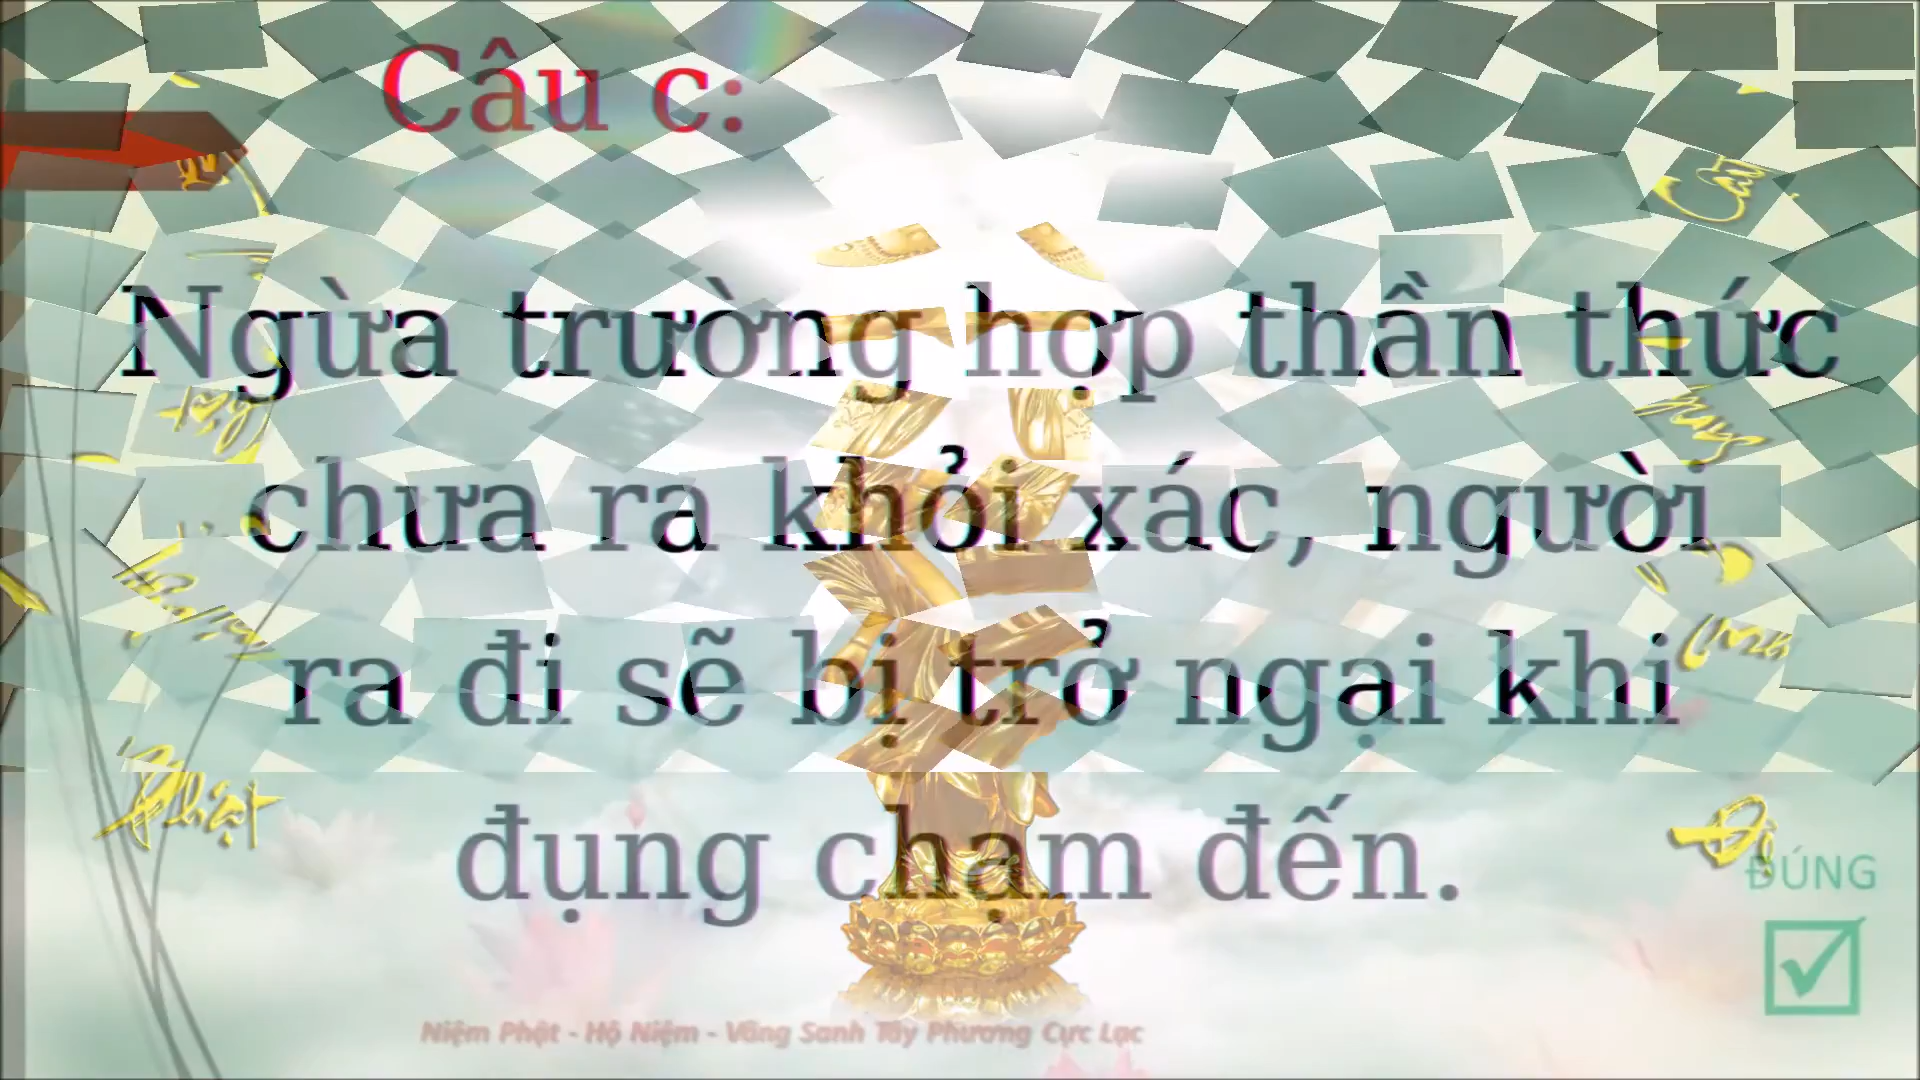 Câu c:
Ngừa trường hợp thần thức
chưa ra khỏi xác, người
ra đi sẽ bị trở ngại khi
đụng chạm đến.
Phật
ĐÚNG
Niệm Phật - Hộ Niệm - Vãng Sanh Tây Phương Cực Lạc